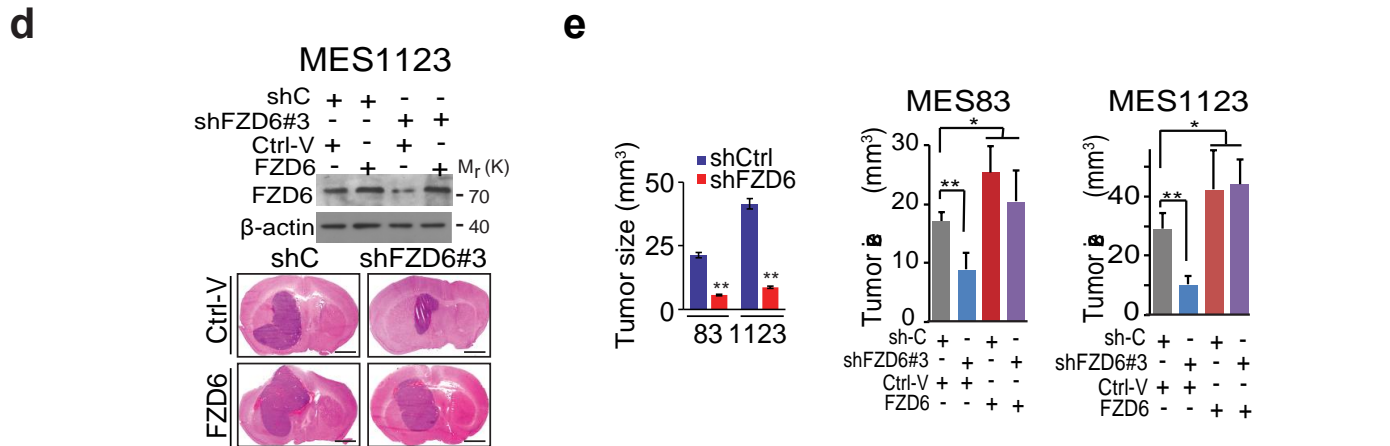 d
MES1123
shC + + - -
shFZD6#3 - - + +
Ctrl-V + - + -
FZD6 - + - + Mr (K)
FZD6 - 70
β-actin - 40
shC shFZD6#3
Ctrl-V
FZD6
e
shCtrl
shFZD6
Tumor size (mm³)
50
25
0
** **
83 1123
MES83
Tumor (mm³)
30
20
10
0
*
**
sh-C + - + -
shFZD6#3 - + - +
Ctrl-V + + - -
FZD6 - - + +
MES1123
Tumor (mm³)
40
20
0
*
**
sh-C + - + -
shFZD6#3 - + - +
Ctrl-V + + - -
FZD6 - - + +